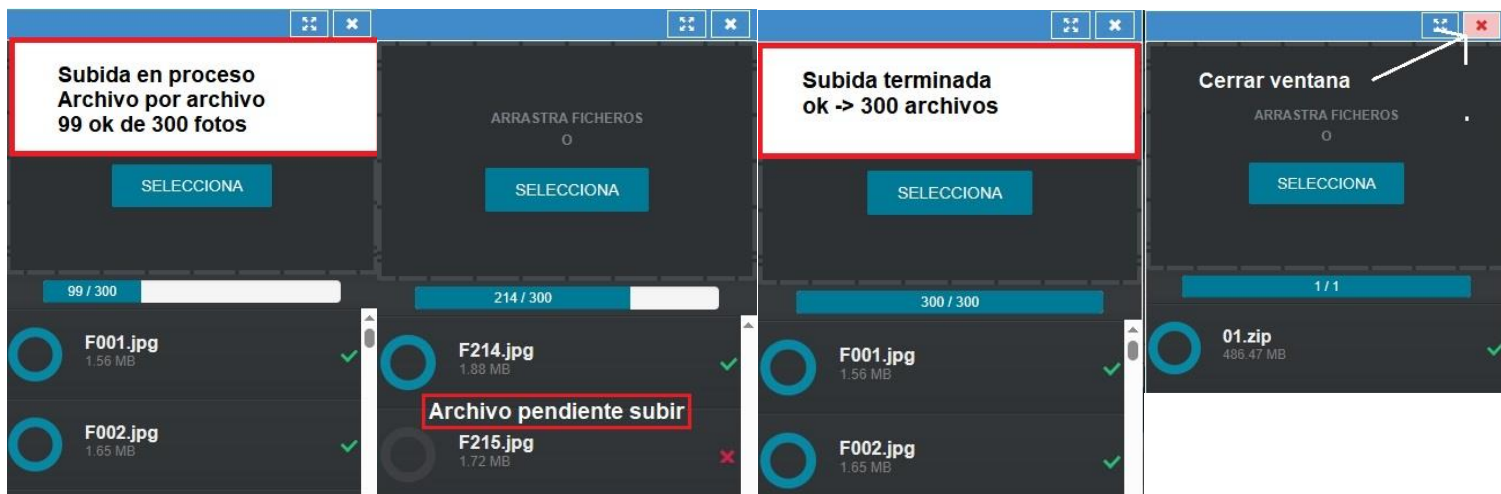 Subida en proceso
Archivo por archivo
99 ok de 300 fotos
SELECCIONA
99 / 300
F001.jpg
1.56 MB
F002.jpg
1.65 MB
ARRASTRA FICHEROS
O
SELECCIONA
214 / 300
F214.jpg
1.88 MB
Archivo pendiente subir
F215.jpg
1.72 MB
Subida terminada
ok -> 300 archivos
SELECCIONA
300 / 300
F001.jpg
1.56 MB
F002.jpg
1.65 MB
Cerrar ventana
ARRASTRA FICHEROS
O
SELECCIONA
1 / 1
01.zip
486.47 MB